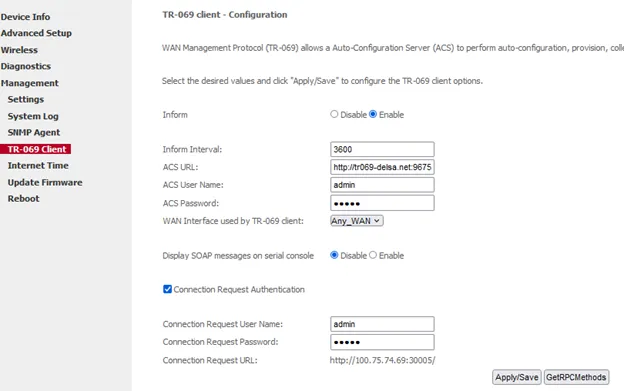 Device Info
Advanced Setup
Wireless
Diagnostics
Management
Settings
System Log
SNMP Agent
TR-069 Client
Internet Time
Update Firmware
Reboot
TR-069 client - Configuration
WAN Management Protocol (TR-069) allows a Auto-Configuration Server (ACS) to perform auto-configuration, provision,
Select the desired values and click "Apply/Save" to configure the TR-069 client options.
Inform Disable Enable
Inform Interval: 3600
ACS URL: http://tr069-delsa.net:9675
ACS User Name: admin
ACS Password: •••••
WAN Interface used by TR-069 client: Any_WAN
Display SOAP messages on serial console Disable Enable
Connection Request Authentication
Connection Request User Name: admin
Connection Request Password: •••••
Connection Request URL: http://100.75.74.69:30005/
Apply/Save GetRPCMethods